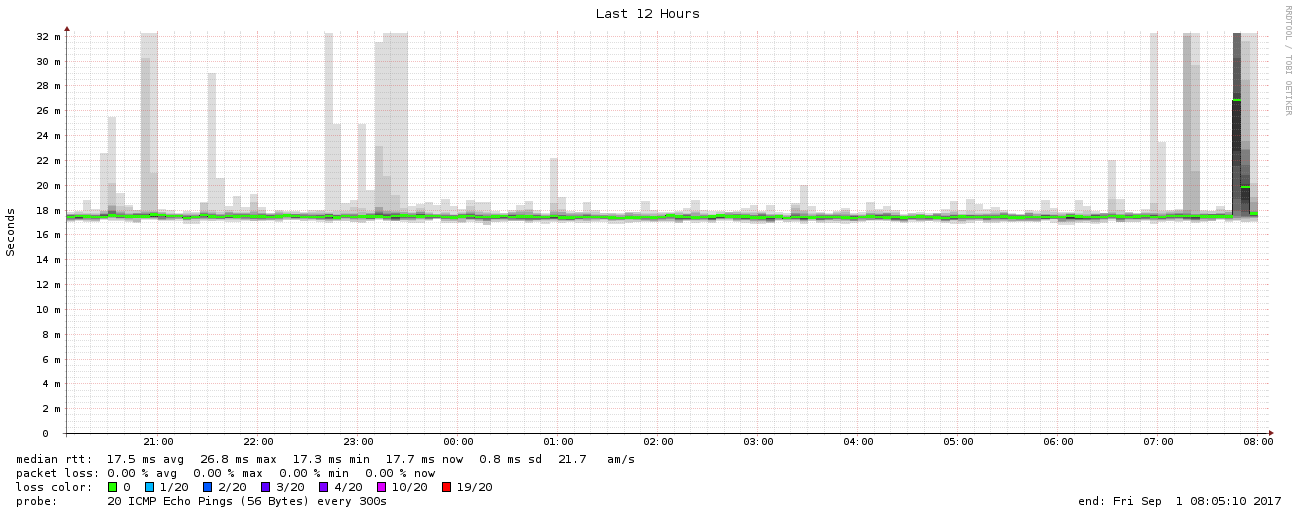 Last 12 Hours
RRDTOOL / TOBI OETIKER
Seconds
32 m
30 m
28 m
26 m
24 m
22 m
20 m
18 m
16 m
14 m
12 m
10 m
8 m
6 m
4 m
2 m
0
21:00 22:00 23:00 00:00 01:00 02:00 03:00 04:00 05:00 06:00 07:00 08:00
median rtt: 17.5 ms avg 26.8 ms max 17.3 ms min 17.7 ms now 0.8 ms sd 21.7 am/s
packet loss: 0.00 % avg 0.00 % max 0.00 % min 0.00 % now
loss color: 0 1/20 2/20 3/20 4/20 10/20 19/20
probe: 20 ICMP Echo Pings (56 Bytes) every 300s end: Fri Sep 1 08:05:10 2017